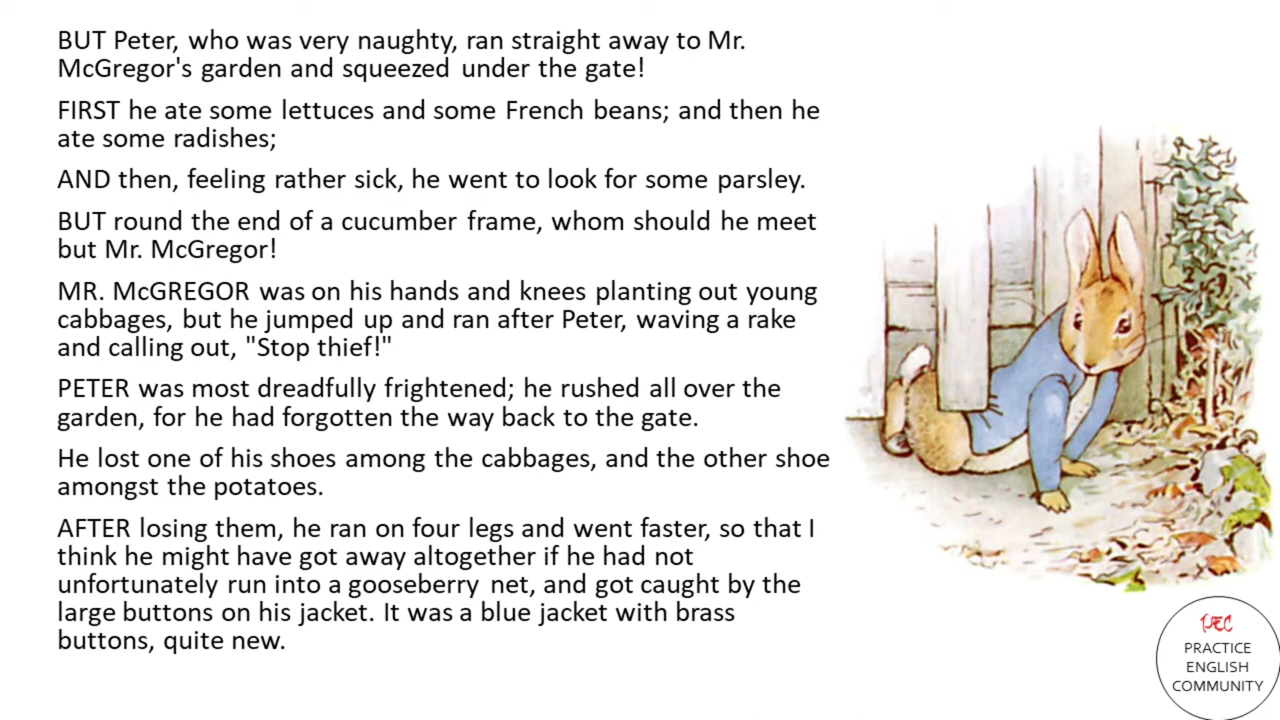 BUT Peter, who was very naughty, ran straight away to Mr.
McGregor's garden and squeezed under the gate!
FIRST he ate some lettuces and some French beans; and then he
ate some radishes;
AND then, feeling rather sick, he went to look for some parsley.
BUT round the end of a cucumber frame, whom should he meet
but Mr. McGregor!
MR. McGREGOR was on his hands and knees planting out young
cabbages, but he jumped up and ran after Peter, waving a rake
and calling out, "Stop thief!"
PETER was most dreadfully frightened; he rushed all over the
garden, for he had forgotten the way back to the gate.
He lost one of his shoes among the cabbages, and the other shoe
amongst the potatoes.
AFTER losing them, he ran on four legs and went faster, so that I
think he might have got away altogether if he had not
unfortunately run into a gooseberry net, and got caught by the
large buttons on his jacket. It was a blue jacket with brass
buttons, quite new.
PEC
PRACTICE
ENGLISH
COMMUNITY